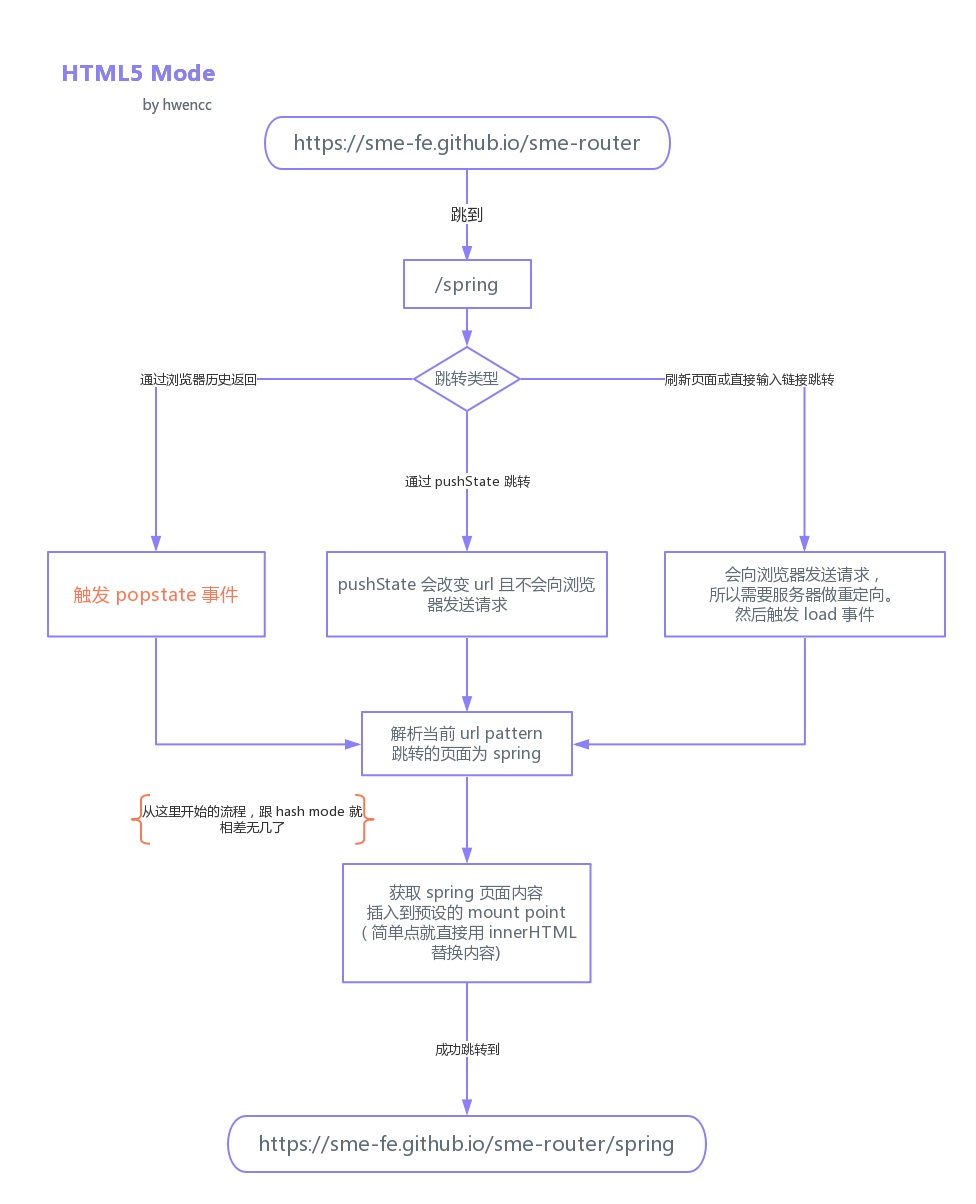 HTML5 Mode
by hwencc
https://sme-fe.github.io/sme-router
跳到
/spring
跳转类型
通过浏览器历史返回
刷新页面或直接输入链接跳转
通过 pushState 跳转
触发 popstate 事件
pushState 会改变 url 且不会向浏览
器发送请求
会向浏览器发送请求，
所以需要服务器做重定向。
然后触发 load 事件
解析当前 url pattern
跳转的页面为 spring
从这里开始的流程，跟 hash mode 就
相差无几了
获取 spring 页面内容
插入到预设的 mount point
（简单点就直接用 innerHTML
替换内容)
成功跳转到
https://sme-fe.github.io/sme-router/spring